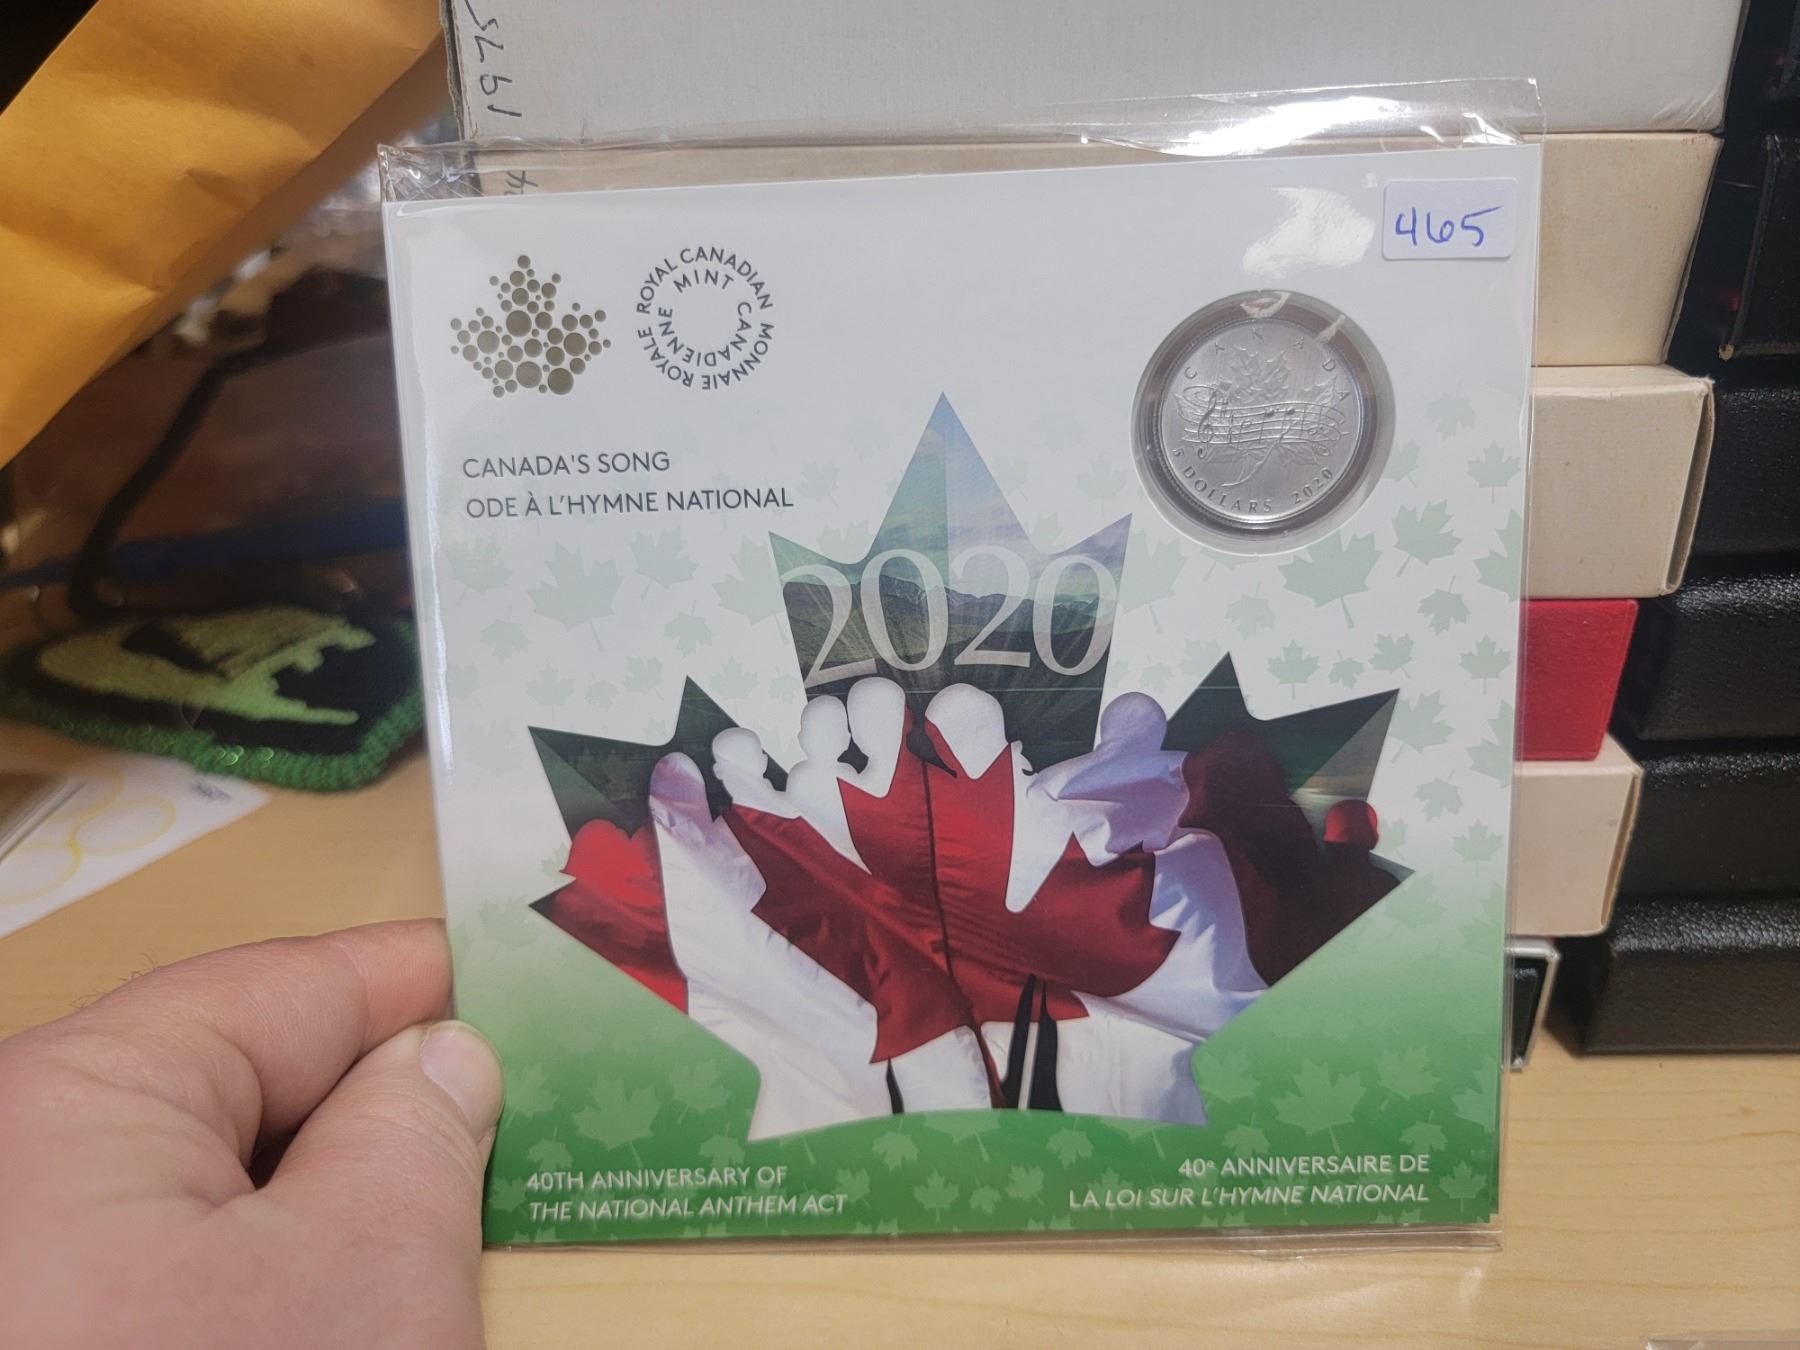 1975
465
ROYAL CANADIAN MINT
MONNAIE ROYALE CANADIENNE
CANADA
5 DOLLARS 2020
CANADA'S SONG
ODE À L'HYMNE NATIONAL
2020
40TH ANNIVERSARY OF
THE NATIONAL ANTHEM ACT
40e ANNIVERSAIRE DE
LA LOI SUR L'HYMNE NATIONAL